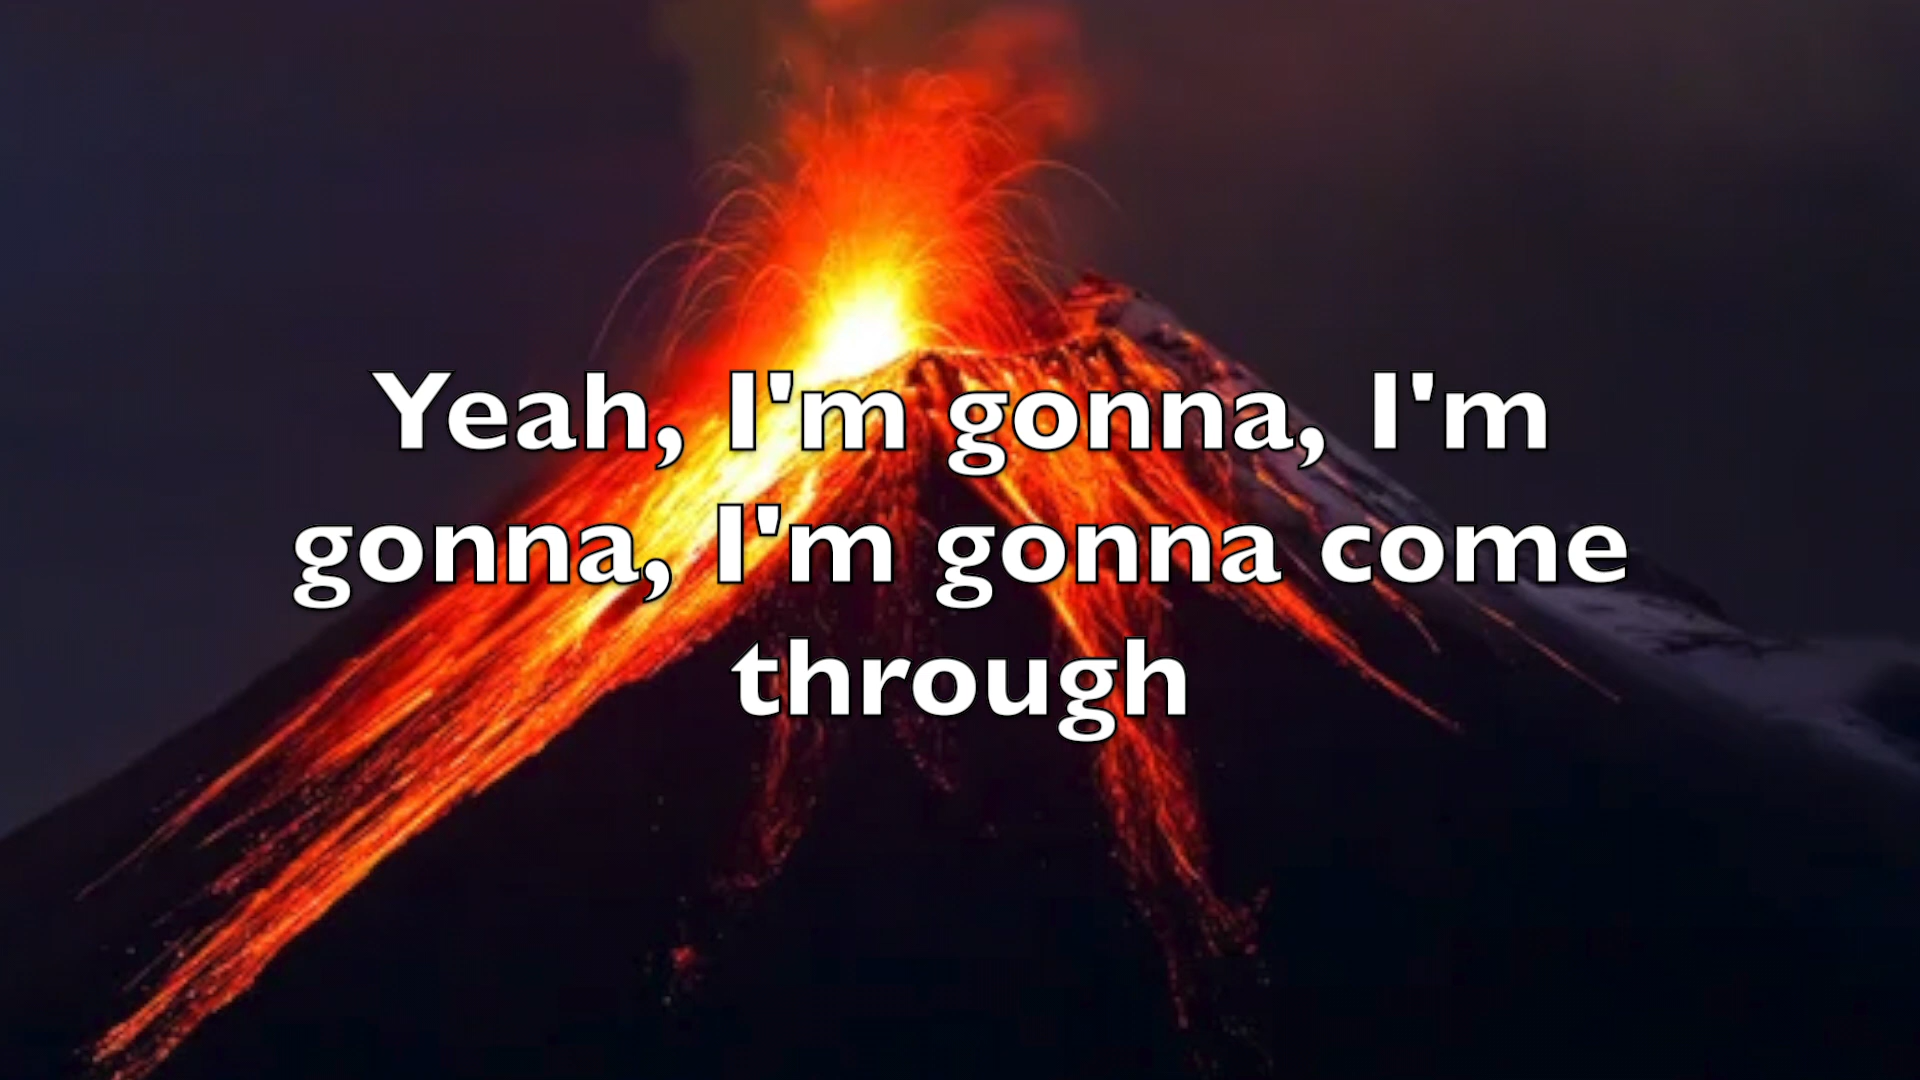 Yeah, I'm gonna, I'm
gonna, I'm gonna come
through